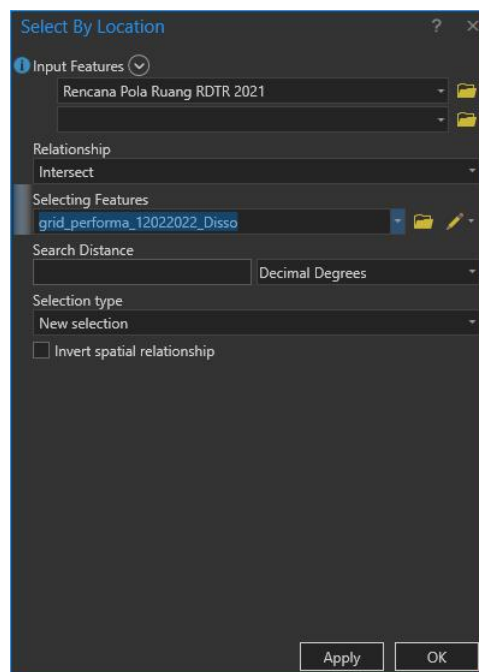 Select By Location
?
Input Features
Rencana Pola Ruang RDTR 2021
Relationship
Intersect
Selecting Features
grid_performa_12022022_Disso
Search Distance
Decimal Degrees
Selection type
New selection
Invert spatial relationship
Apply
OK